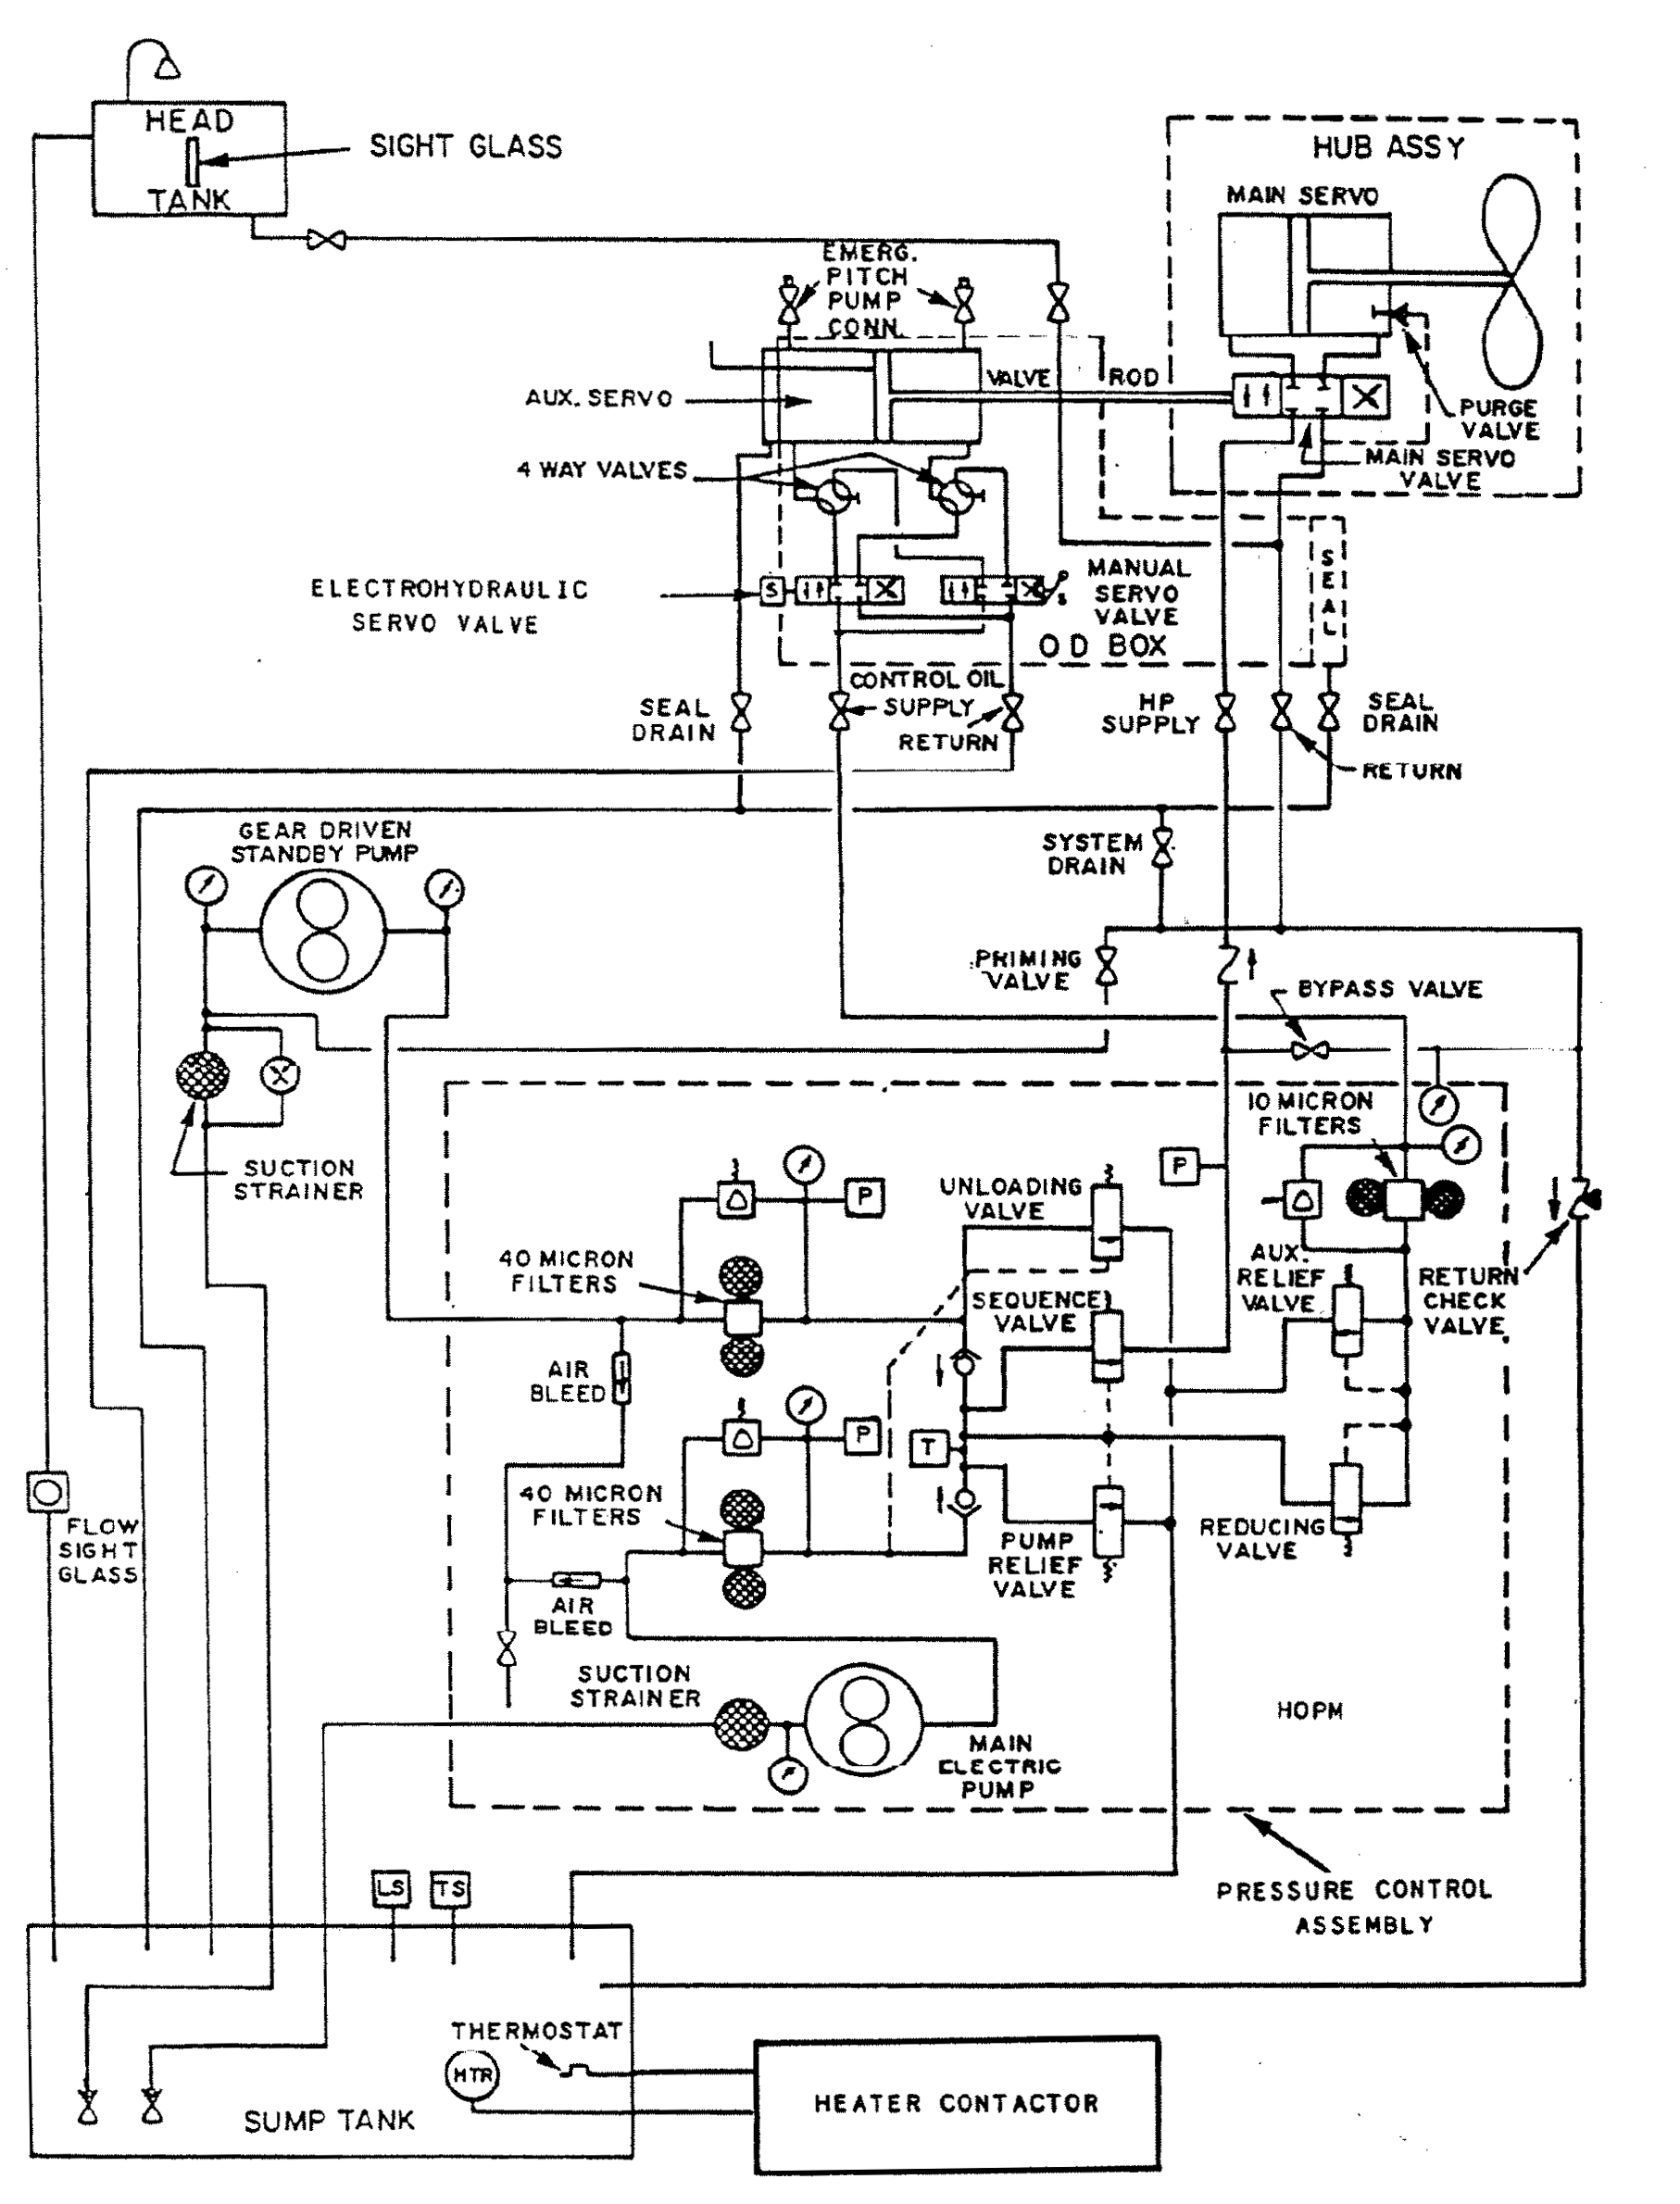 HEAD
TANK
SIGHT GLASS
HUB ASSY
MAIN SERVO
EMERG.
PITCH
PUMP
CONN.
VALVE ROD
AUX. SERVO
PURGE
VALVE
MAIN SERVO
VALVE
4 WAY VALVES
SEAL
ELECTROHYDRAULIC
SERVO VALVE
S
P
S
MANUAL
SERVO
VALVE
O D BOX
CONTROL OIL
SUPPLY
RETURN
SEAL
DRAIN
HP
SUPPLY
SEAL
DRAIN
RETURN
GEAR DRIVEN
STANDBY PUMP
SYSTEM
DRAIN
PRIMING
VALVE
BYPASS VALVE
SUCTION
STRAINER
10 MICRON
FILTERS
P
P
UNLOADING
VALVE
40 MICRON
FILTERS
SEQUENCE
VALVE
AUX.
RELIEF
VALVE
RETURN
CHECK
VALVE
AIR
BLEED
P
T
40 MICRON
FILTERS
PUMP
RELIEF
VALVE
REDUCING
VALVE
FLOW
SIGHT
GLASS
AIR
BLEED
SUCTION
STRAINER
MAIN
ELECTRIC
PUMP
HOPM
PRESSURE CONTROL
ASSEMBLY
LS
TS
THERMOSTAT
HTR
HEATER CONTACTOR
SUMP TANK